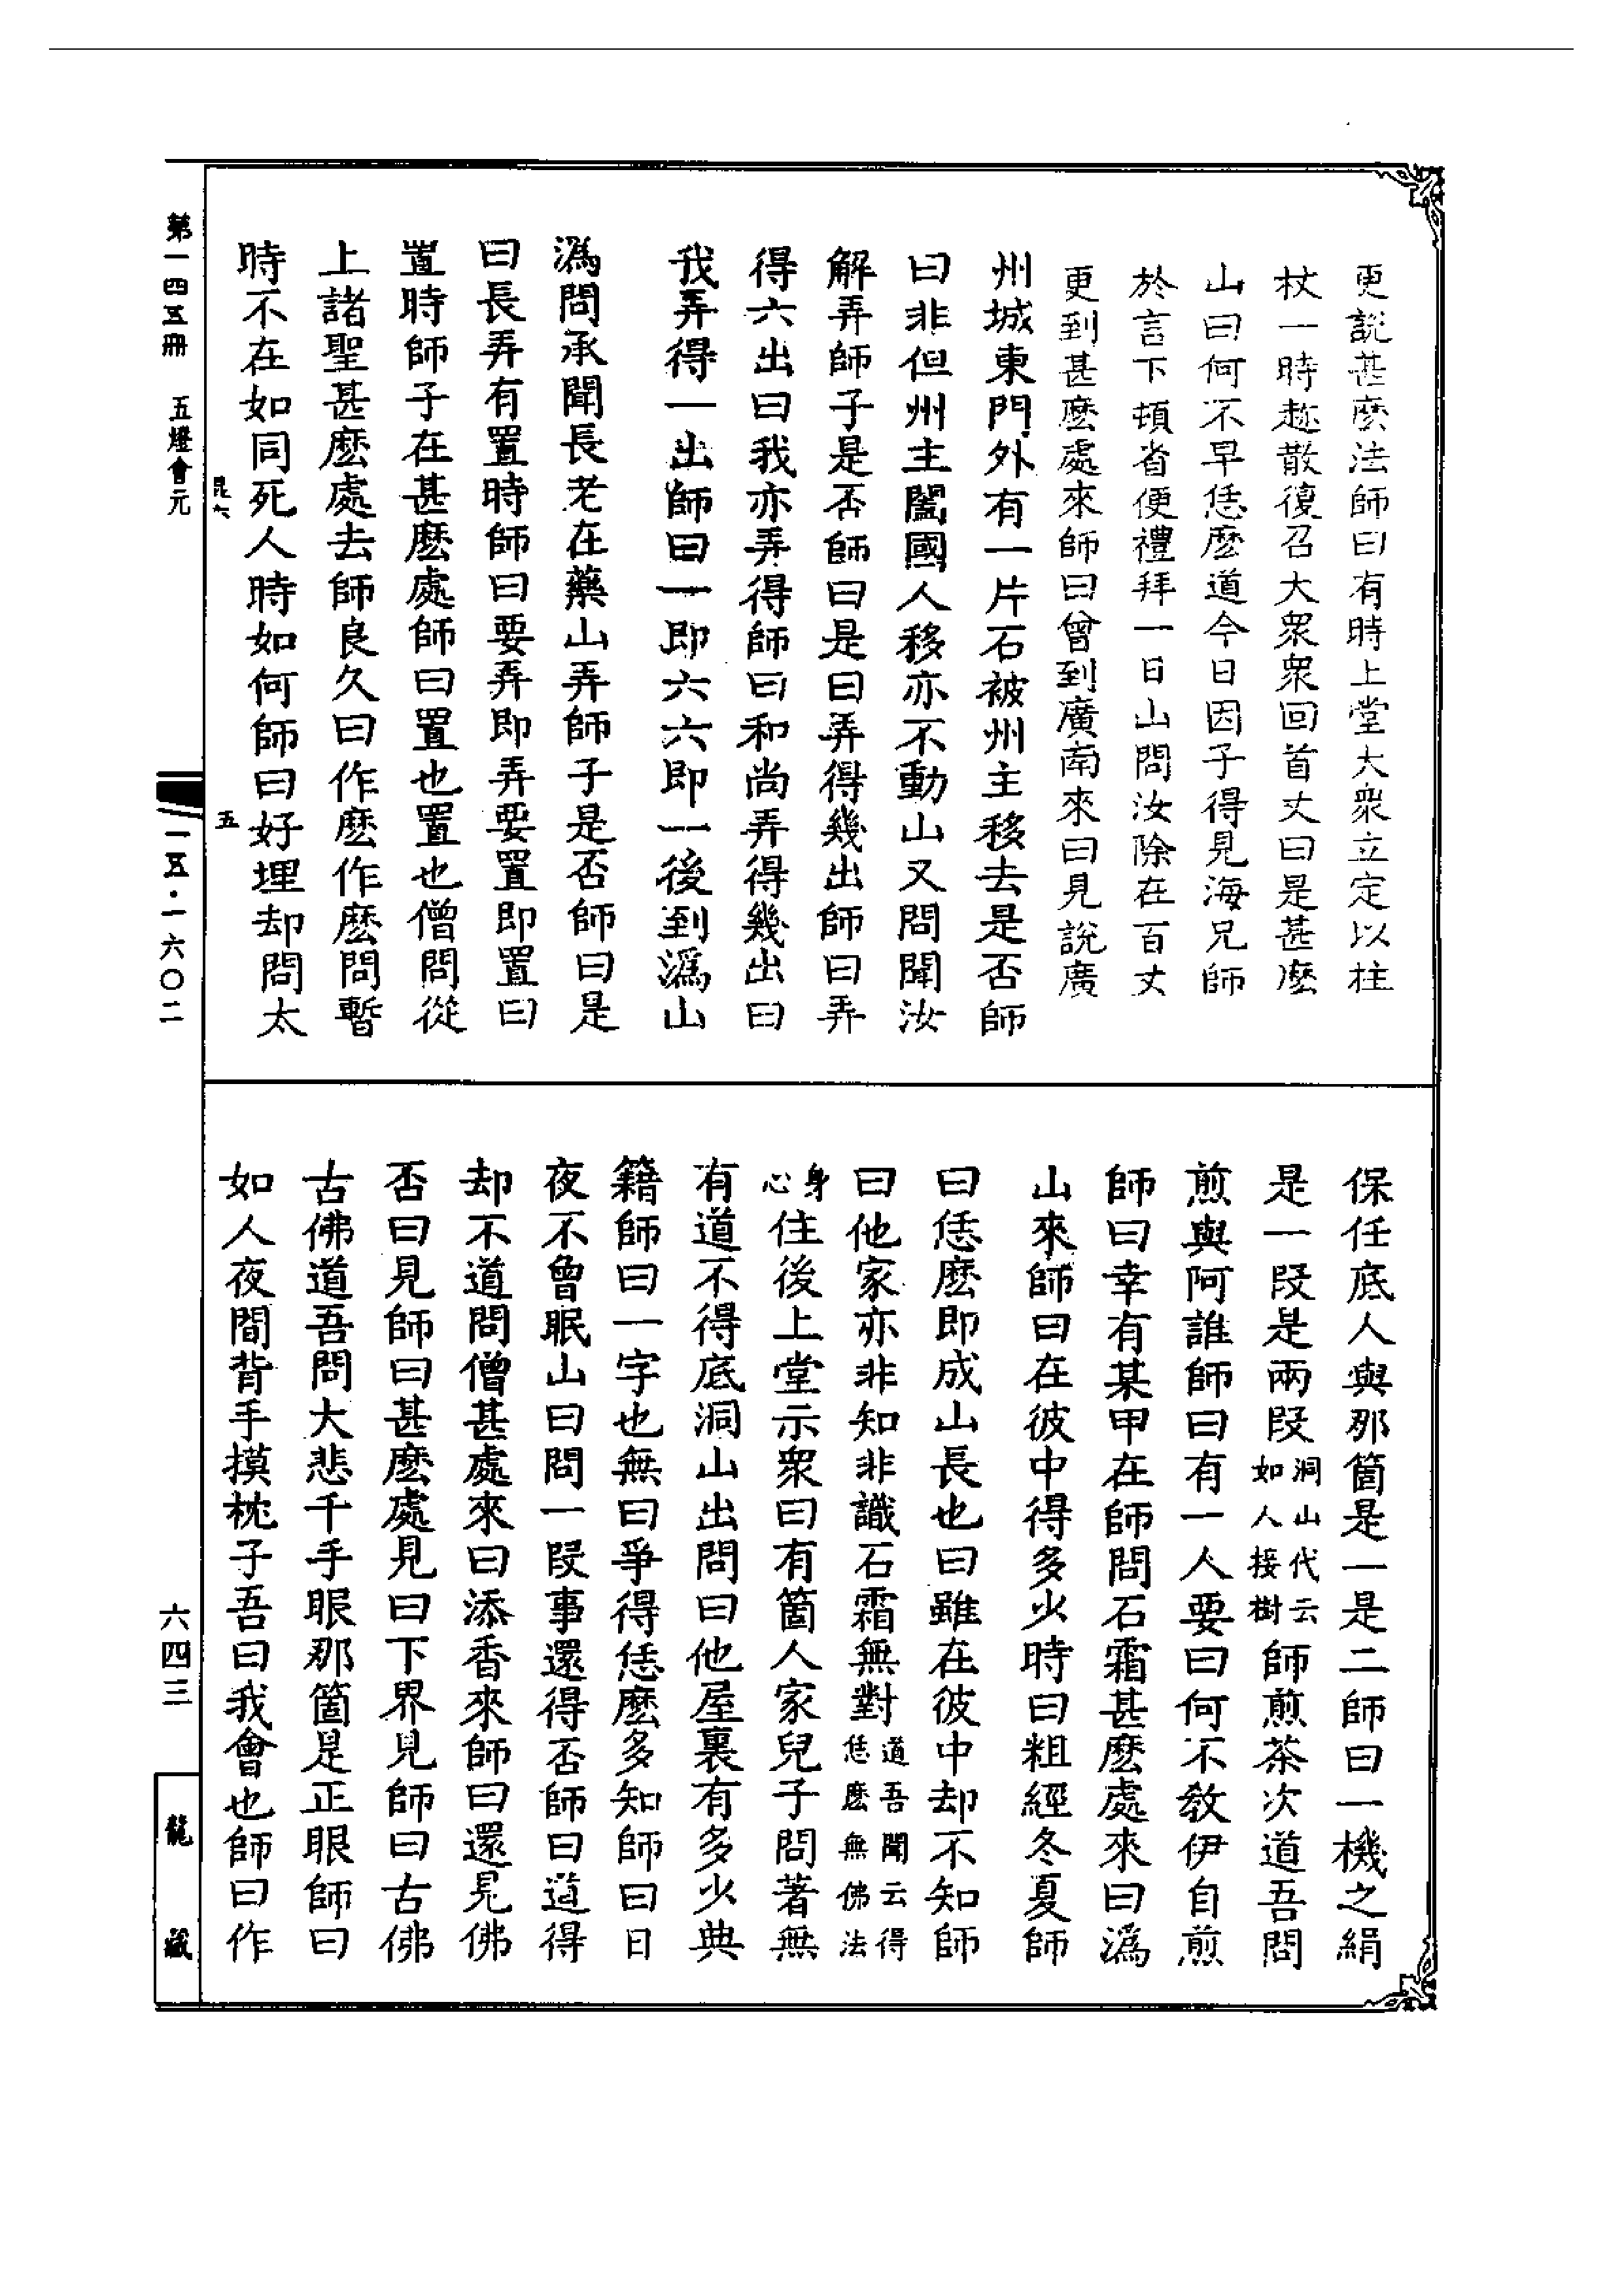 更說甚麽法師曰有時上堂大衆立定以柱
杖一時趂散復召大衆衆回首丈曰是甚麽
山曰何不早恁麽道今日因子得見海兄師
於言下頓省便禮拜一日山問汝除在百丈
更到甚麽處來師曰曾到廣南來曰見說廣
州城東門外有一片石被州主移去是否師
曰非但州主闔國人移亦不動山又問聞汝
解弄師子是否師曰是曰弄得幾出師曰弄
得六出曰我亦弄得師曰和尚弄得幾出曰
我弄得一出師曰一即六六即一後到潙山
潙問承聞長老在藥山弄師子是否師曰是
曰長弄有置時師曰要弄即弄要置即置曰
置時師子在甚麽處師曰置也置也僧問從
上諸聖甚麽處去師良久曰作麽作麽問暫
時不在如同死人時如何師曰好埋却問太
保任底人與那箇是一是二師曰一機之絹
是一段是兩段
洞山代云
如人接樹
師煎茶次道吾問
煎與阿誰師曰有一人要曰何不教伊自煎
師曰幸有某甲在師問石霜甚麽處來曰潙
山來師曰在彼中得多少時曰粗經冬夏師
曰恁麽即成山長也曰雖在彼中却不知師
曰他家亦非知非識石霜無對
道吾聞云得
恁麽無佛法
身
心
住後上堂示衆曰有箇人家兒子問著無
有道不得底洞山出問曰他屋裏有多少典
籍師曰一字也無曰爭得恁麽多知師曰日
夜不曾眠山曰問一段事還得否師曰道得
却不道問僧甚處來曰添香來師曰還見佛
否曰見師曰甚麽處見曰下界見師曰古佛
古佛道吾問大悲千手眼那箇是正眼師曰
如人夜間背手摸枕子吾曰我會也師曰作
第一四五冊 五燈會元
昆六
五
一五·一六〇二
六四三
龍藏